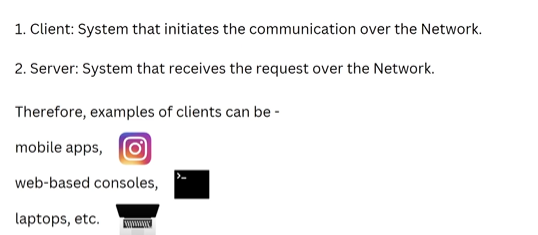 1. Client: System that initiates the communication over the Network.
2. Server: System that receives the request over the Network.
Therefore, examples of clients can be -
mobile apps,
web-based consoles,
>_
laptops, etc.